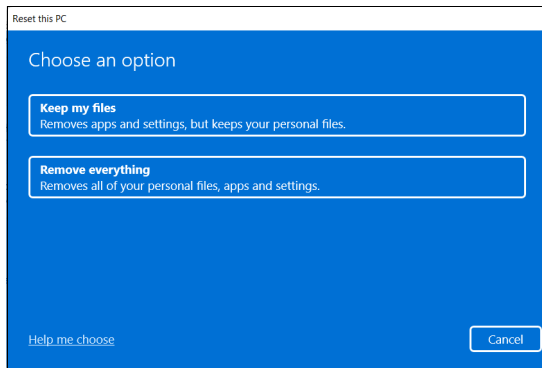 Reset this PC
Choose an option
Keep my files
Removes apps and settings, but keeps your personal files.
Remove everything
Removes all of your personal files, apps and settings.
Help me choose
Cancel